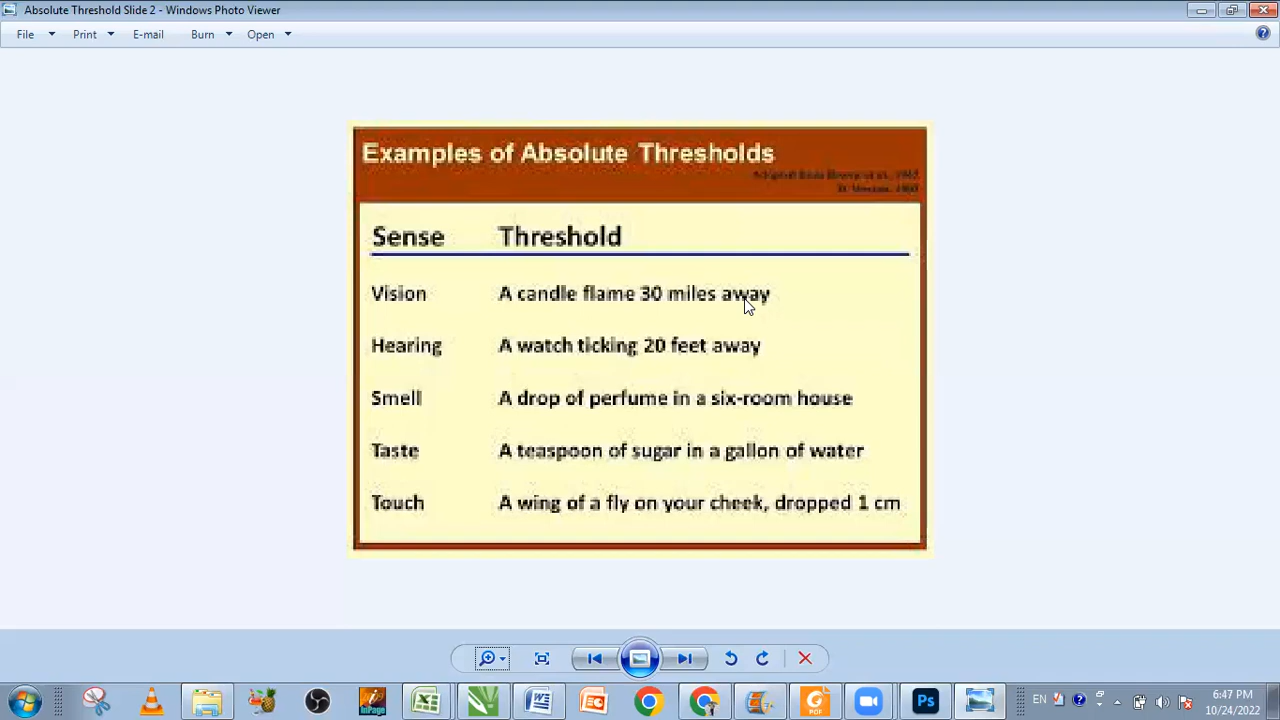 Absolute Threshold Slide 2 - Windows Photo Viewer
File Print E-mail Burn Open
Examples of Absolute Thresholds
Sense Threshold
Vision A candle flame 30 miles away
Hearing A watch ticking 20 feet away
Smell A drop of perfume in a six-room house
Taste A teaspoon of sugar in a gallon of water
Touch A wing of a fly on your cheek, dropped 1 cm
EN 6:47 PM
10/24/2022